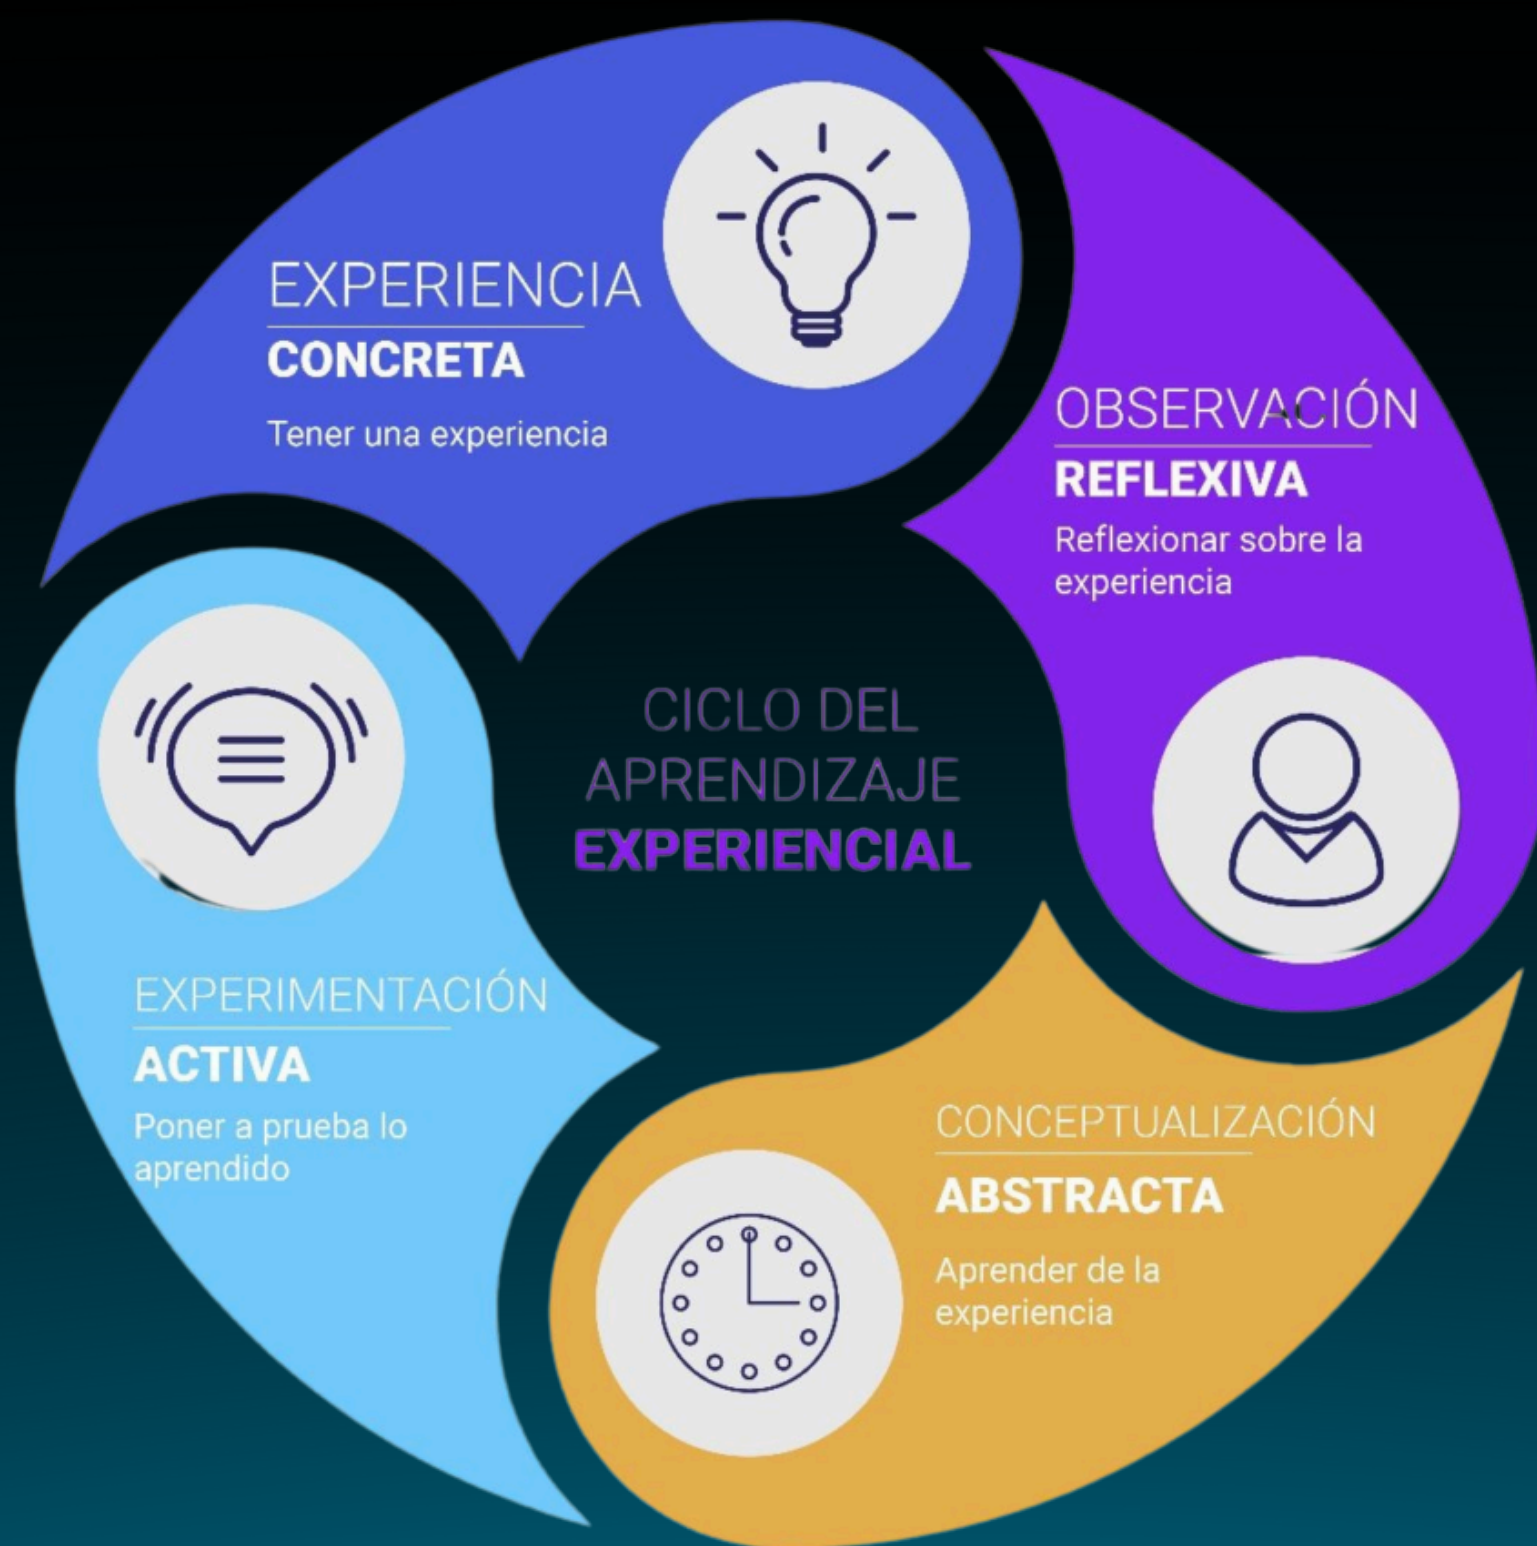 EXPERIENCIA
CONCRETA
Tener una experiencia
OBSERVACIÓN
REFLEXIVA
Reflexionar sobre la
experiencia
CICLO DEL
APRENDIZAJE
EXPERIENCIAL
EXPERIMENTACIÓN
ACTIVA
Poner a prueba lo
aprendido
CONCEPTUALIZACIÓN
ABSTRACTA
Aprender de la
experiencia